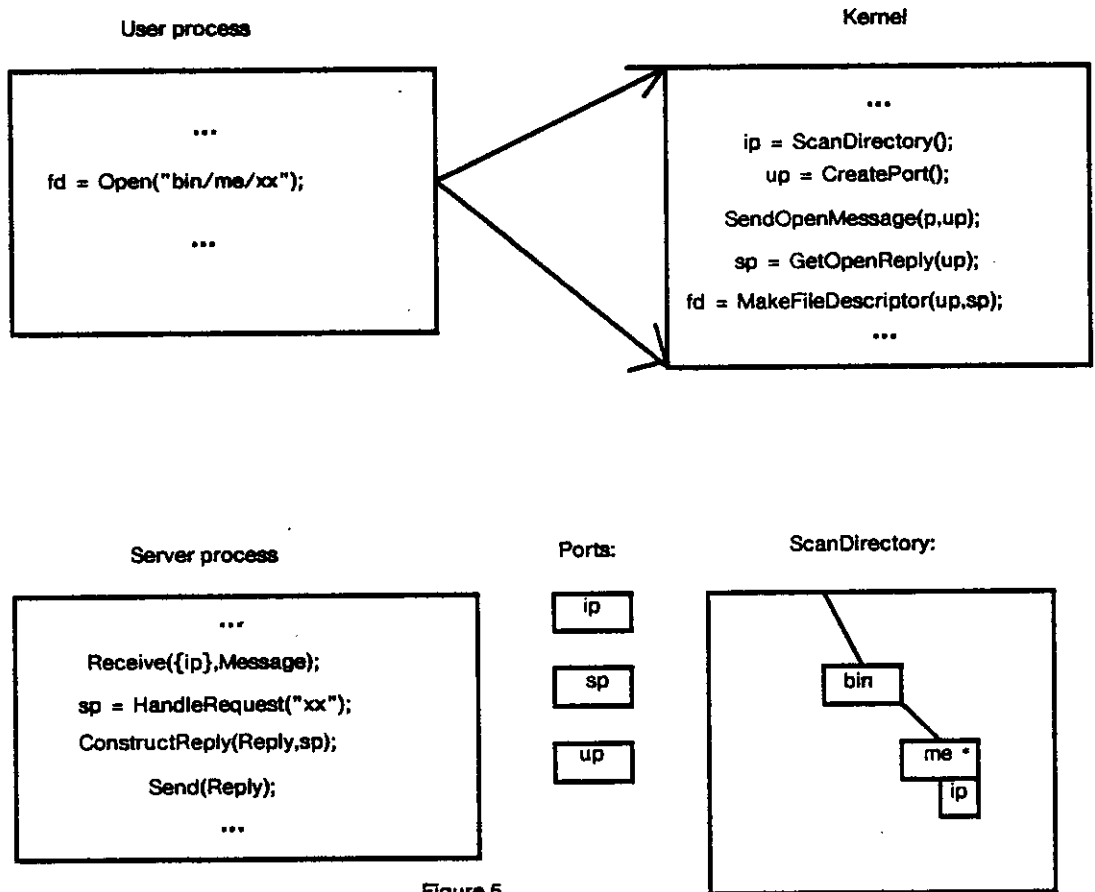 User process
Kernel
...
fd = Open("bin/me/xx");
...
...
ip = ScanDirectory();
up = CreatePort();
SendOpenMessage(p,up);
sp = GetOpenReply(up);
fd = MakeFileDescriptor(up,sp);
...
Server process
Ports:
ScanDirectory:
...
Receive({ip},Message);
sp = HandleRequest("xx");
ConstructReply(Reply,sp);
Send(Reply);
...
ip
sp
up
bin
me *
ip
Figure 5